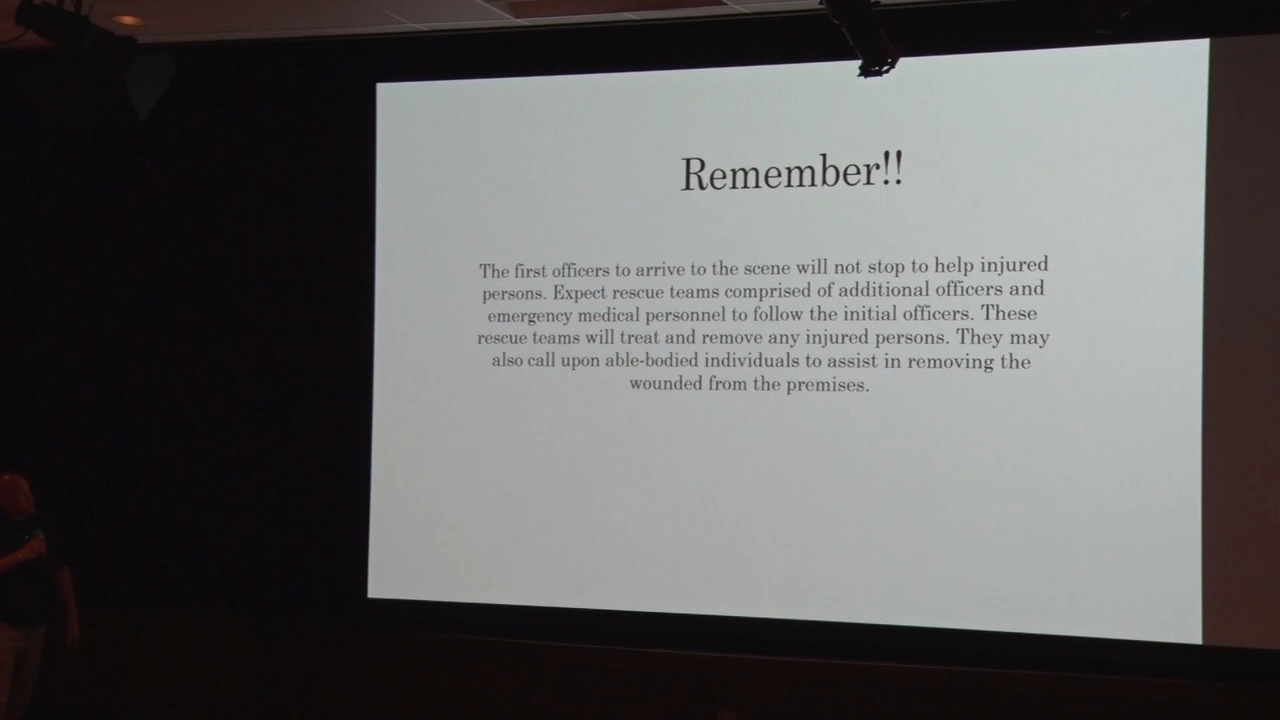 Remember!!
The first officers to arrive to the scene will not stop to help injured
persons. Expect rescue teams comprised of additional officers and
emergency medical personnel to follow the initial officers. These
rescue teams will treat and remove any injured persons. They may
also call upon able-bodied individuals to assist in removing the
wounded from the premises.